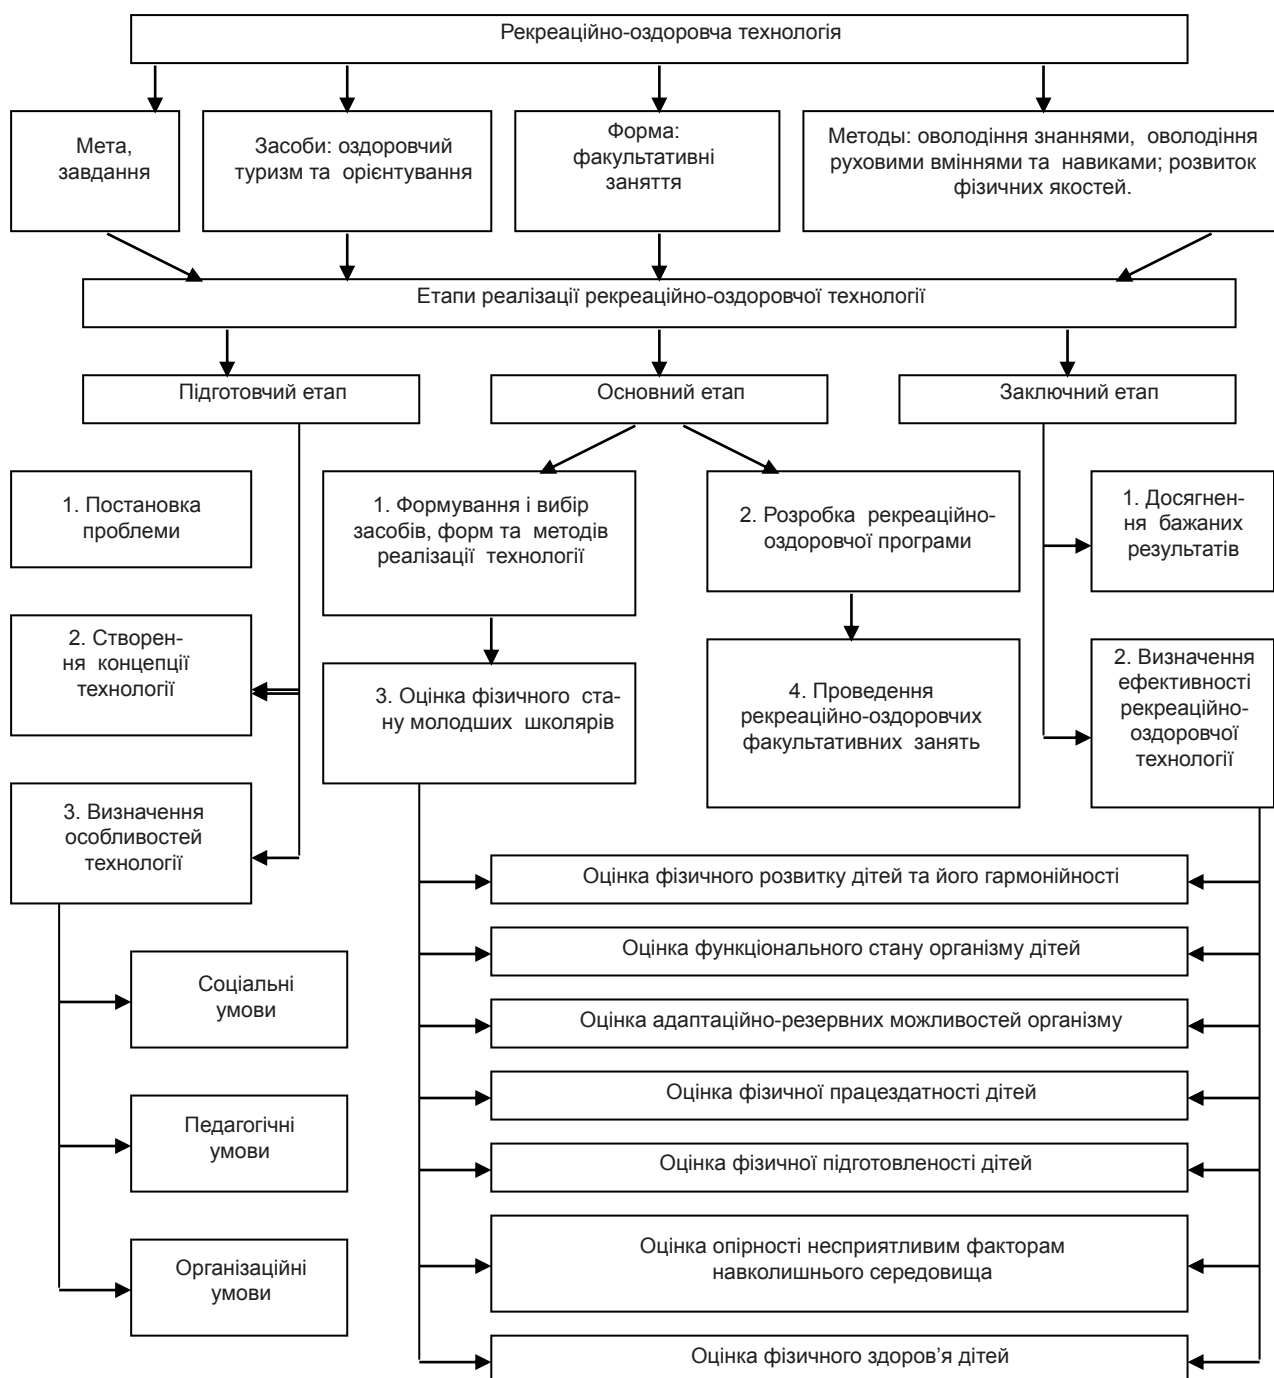 Рекреаційно-оздоровча технологія
Мета,
завдання
Засоби: оздоровчий
туризм та орієнтування
Форма:
факультативні
заняття
Методы: оволодіння знаннями, оволодіння
руховими вміннями та навиками; розвиток
фізичних якостей.
Етапи реалізації рекреаційно-оздоровчої технології
Підготовчий етап
Основний етап
Заключний етап
1. Постановка
проблеми
1. Формування і вибір
засобів, форм та методів
реалізації технології
2. Розробка рекреаційно-
оздоровчої програми
1. Досягнен-
ня бажаних
результатів
2. Створен-
ня концепції
технології
3. Оцінка фізичного ста-
ну молодших школярів
4. Проведення
рекреаційно-оздоровчих
факультативних занять
2. Визначення
ефективності
рекреаційно-
оздоровчої
технології
3. Визначення
особливостей
технології
Оцінка фізичного розвитку дітей та його гармонійності
Оцінка функціонального стану організму дітей
Соціальні
умови
Оцінка адаптаційно-резервних можливостей організму
Оцінка фізичної працездатності дітей
Педагогічні
умови
Оцінка фізичної підготовленості дітей
Оцінка опірності несприятливим факторам
навколишнього середовища
Організаційні
умови
Оцінка фізичного здоров’я дітей